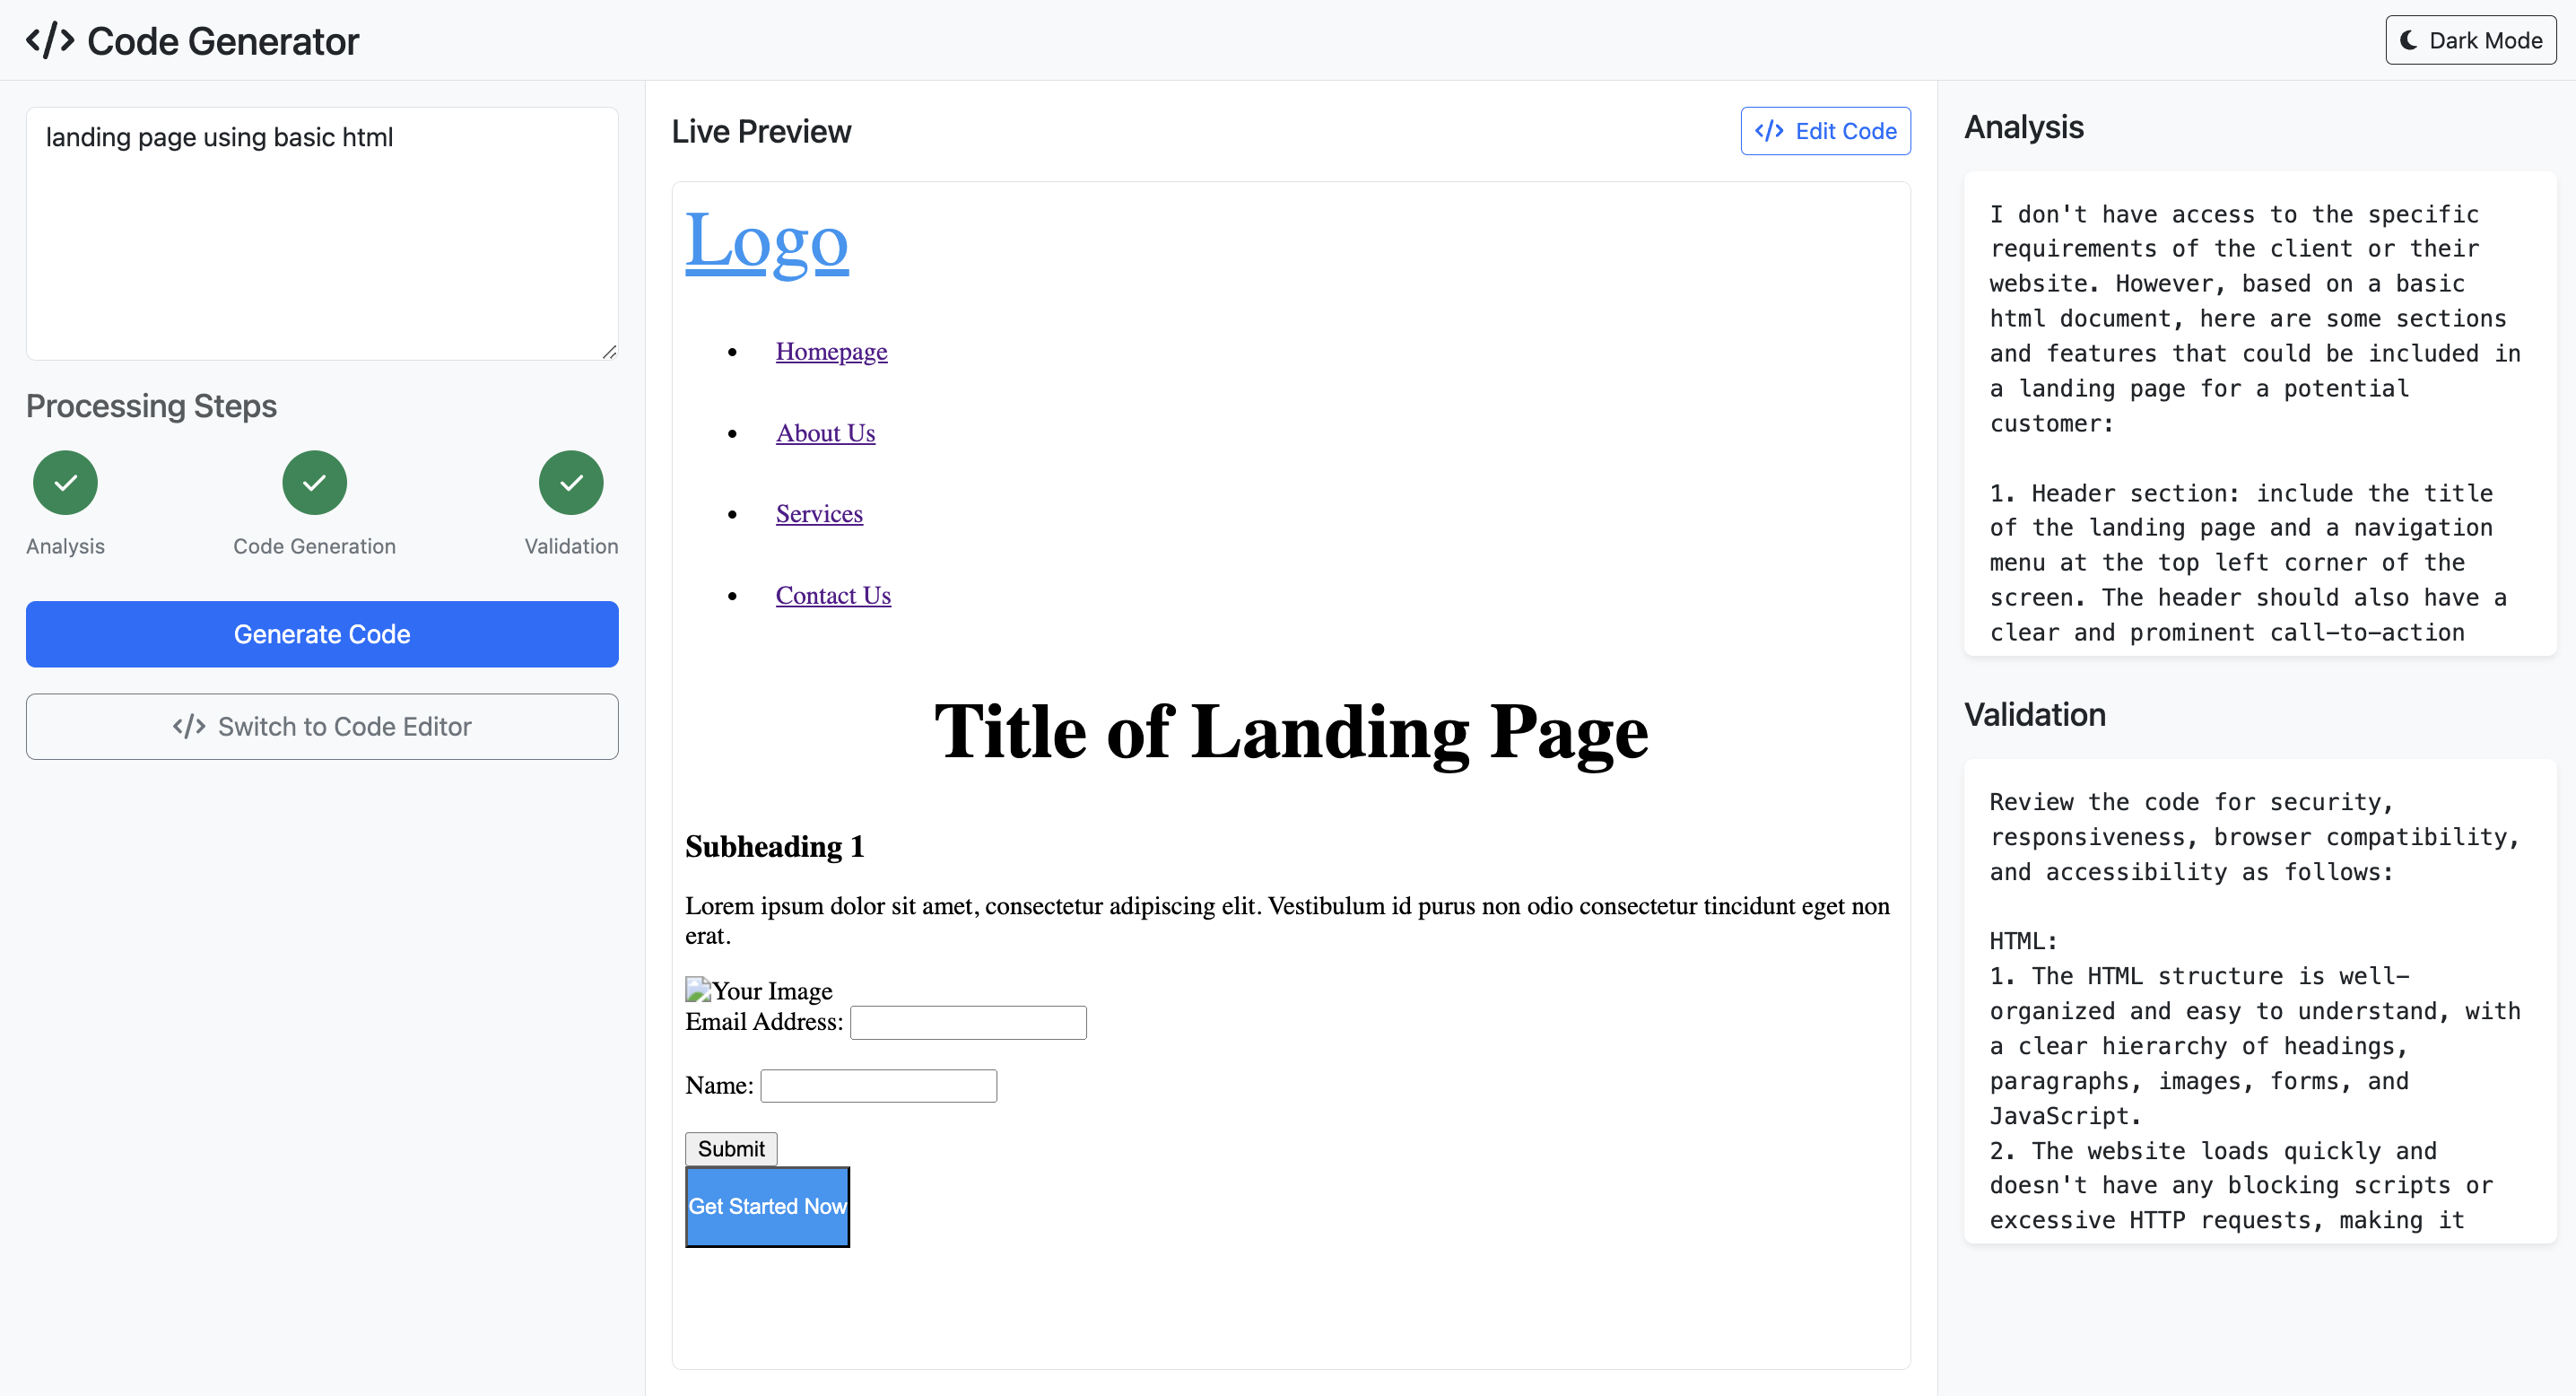 </> Code Generator
Dark Mode
landing page using basic html
Processing Steps
Analysis
Code Generation
Validation
Generate Code
</> Switch to Code Editor
Live Preview
</> Edit Code
Logo
• Homepage
• About Us
• Services
• Contact Us
Title of Landing Page
Subheading 1
Lorem ipsum dolor sit amet, consectetur adipiscing elit. Vestibulum id purus non odio consectetur tincidunt eget non
erat.
Your Image
Email Address:
Name:
Submit
Get Started Now
Analysis
I don't have access to the specific
requirements of the client or their
website. However, based on a basic
html document, here are some sections
and features that could be included in
a landing page for a potential
customer:
1. Header section: include the title
of the landing page and a navigation
menu at the top left corner of the
screen. The header should also have a
clear and prominent call-to-action
Validation
Review the code for security,
responsiveness, browser compatibility,
and accessibility as follows:
HTML:
1. The HTML structure is well-
organized and easy to understand, with
a clear hierarchy of headings,
paragraphs, images, forms, and
JavaScript.
2. The website loads quickly and
doesn't have any blocking scripts or
excessive HTTP requests, making it